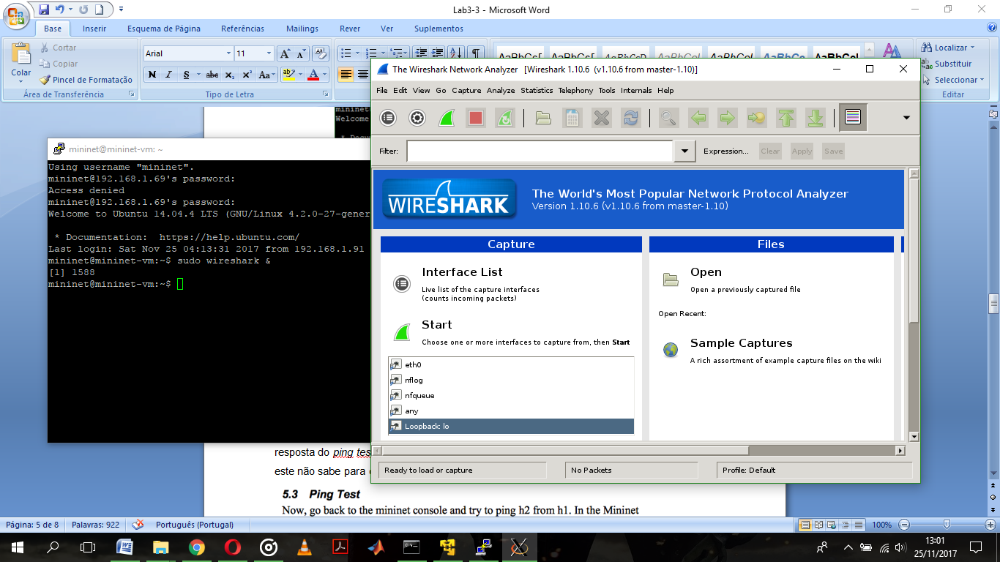 Lab3-3 - Microsoft Word
Base Inserir Esquema de Página Referências Mailings Rever Ver Suplementos
Colar
Cortar
Copiar
Pincel de Formatação
Área de Transferência
Arial 11
N I S abc x₂ x² Aa
Tipo de Letra
AaBbCc[ AaBbCc[ AaBbCcD AaBbCcI AaBbCcI AaBbCc AaBbCcI
Localizar
Substituir
Seleccionar
Editar
Welcome
mininet@mininet-vm: ~
Using username "mininet".
mininet@192.168.1.69's password:
Access denied
mininet@192.168.1.69's password:
Welcome to Ubuntu 14.04.4 LTS (GNU/Linux 4.2.0-27-gener
* Documentation: https://help.ubuntu.com/
Last login: Sat Nov 25 04:13:31 2017 from 192.168.1.91
mininet@mininet-vm:~$ sudo wireshark &
[1] 1588
mininet@mininet-vm:~$
The Wireshark Network Analyzer [Wireshark 1.10.6 (v1.10.6 from master-1.10)]
File Edit View Go Capture Analyze Statistics Telephony Tools Internals Help
Filter: Expression... Clear Apply Save
WIRESHARK
The World's Most Popular Network Protocol Analyzer
Version 1.10.6 (v1.10.6 from master-1.10)
Capture
Interface List
Live list of the capture interfaces
(counts incoming packets)
Start
Choose one or more interfaces to capture from, then Start
eth0
nflog
nfqueue
any
Loopback: lo
Files
Open
Open a previously captured file
Open Recent:
Sample Captures
A rich assortment of example capture files on the wiki
Ready to load or capture No Packets Profile: Default
resposta do ping tes
este não sabe para
5.3 Ping Test
Now, go back to the mininet console and try to ping h2 from h1. In the Mininet
Página: 5 de 8 Palavras: 922 Português (Portugal) 100%
13:01
25/11/2017